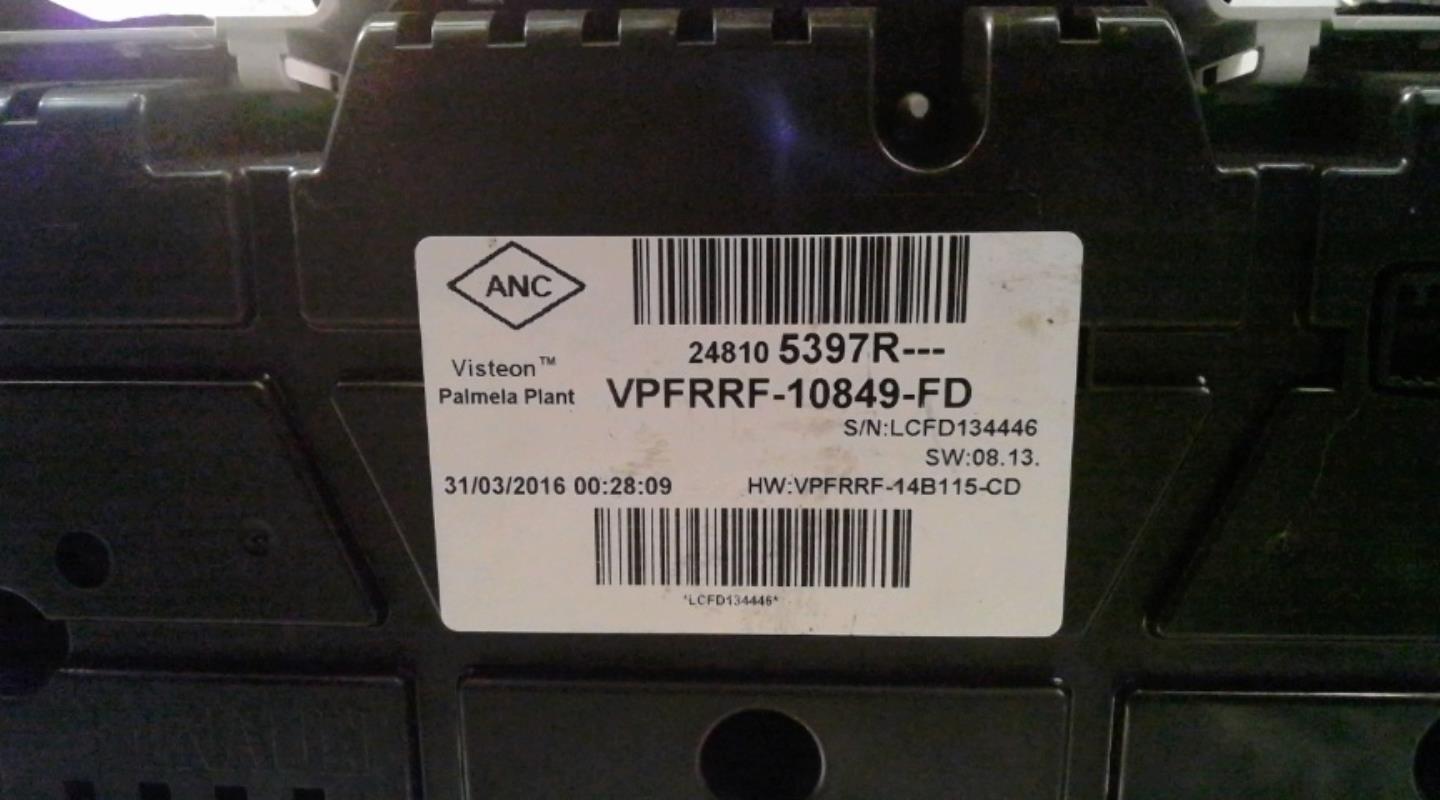 ANC
24810 5397R---
Visteon™
Palmela Plant
VPFRRF-10849-FD
S/N:LCFD134446
SW:08.13.
31/03/2016 00:28:09
HW:VPFRRF-14B115-CD
*LCFD134446*